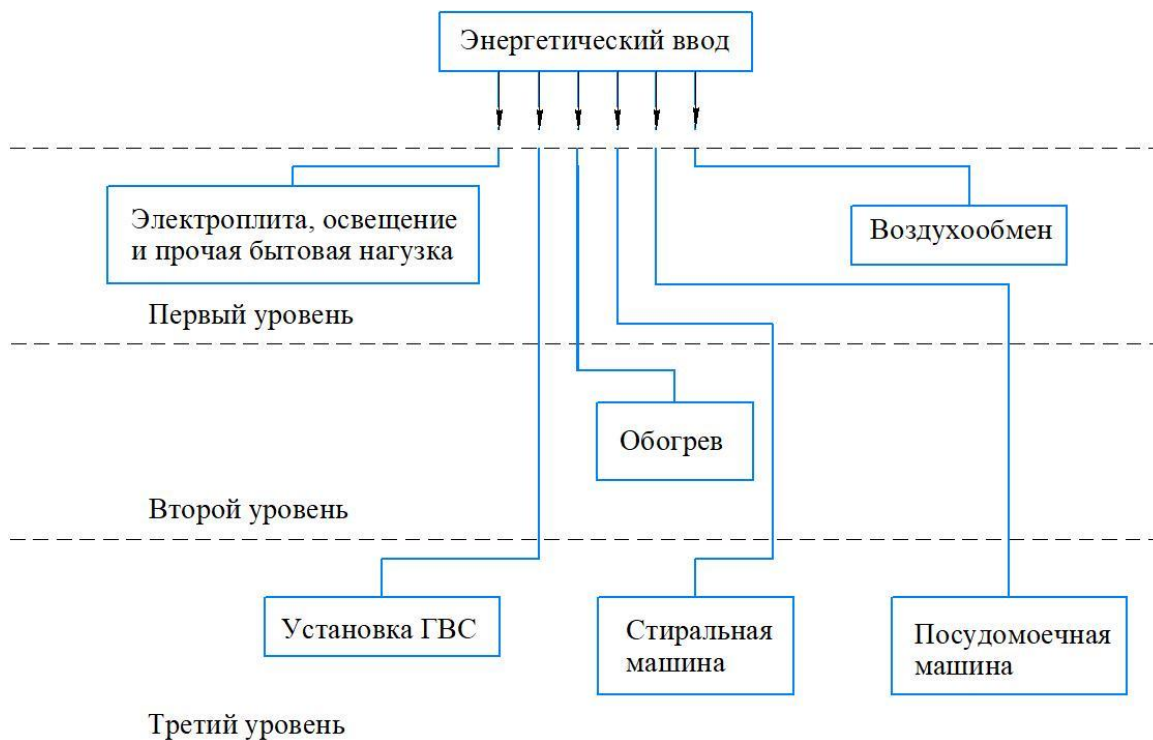 Энергетический ввод
Электроплита, освещение
и прочая бытовая нагузка
Воздухообмен
Первый уровень
Обогрев
Второй уровень
Установка ГВС
Стиральная
машина
Посудомоечная
машина
Третий уровень